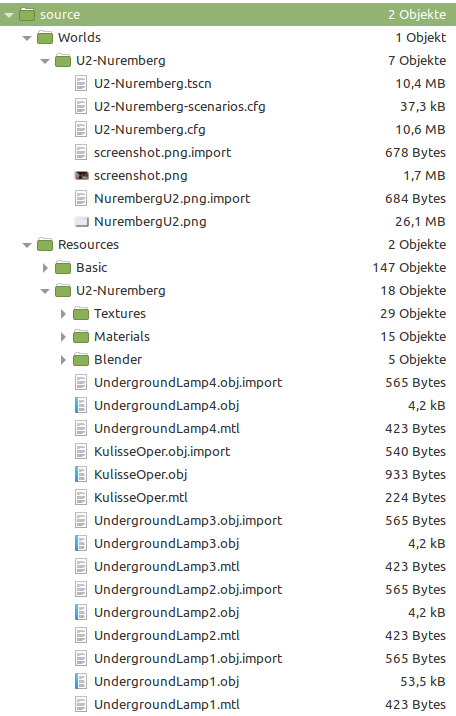 source 2 Objekte
Worlds 1 Objekt
U2-Nuremberg 7 Objekte
U2-Nuremberg.tscn 10,4 MB
U2-Nuremberg-scenarios.cfg 37,3 kB
U2-Nuremberg.cfg 10,6 MB
screenshot.png.import 678 Bytes
screenshot.png 1,7 MB
NurembergU2.png.import 684 Bytes
NurembergU2.png 26,1 MB
Resources 2 Objekte
Basic 147 Objekte
U2-Nuremberg 18 Objekte
Textures 29 Objekte
Materials 15 Objekte
Blender 5 Objekte
UndergroundLamp4.obj.import 565 Bytes
UndergroundLamp4.obj 4,2 kB
UndergroundLamp4.mtl 423 Bytes
KulisseOper.obj.import 540 Bytes
KulisseOper.obj 933 Bytes
KulisseOper.mtl 224 Bytes
UndergroundLamp3.obj.import 565 Bytes
UndergroundLamp3.obj 4,2 kB
UndergroundLamp3.mtl 423 Bytes
UndergroundLamp2.obj.import 565 Bytes
UndergroundLamp2.obj 4,2 kB
UndergroundLamp2.mtl 423 Bytes
UndergroundLamp1.obj.import 565 Bytes
UndergroundLamp1.obj 53,5 kB
UndergroundLamp1.mtl 423 Bytes